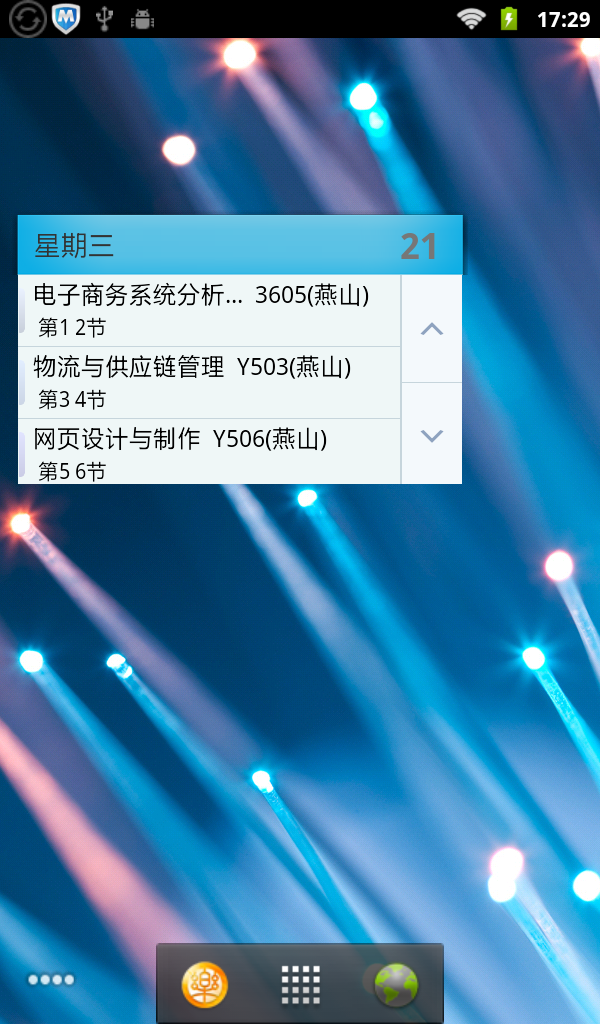 17:29
星期三 21
电子商务系统分析... 3605(燕山)
第1 2节
物流与供应链管理 Y503(燕山)
第3 4节
网页设计与制作 Y506(燕山)
第5 6节
樂